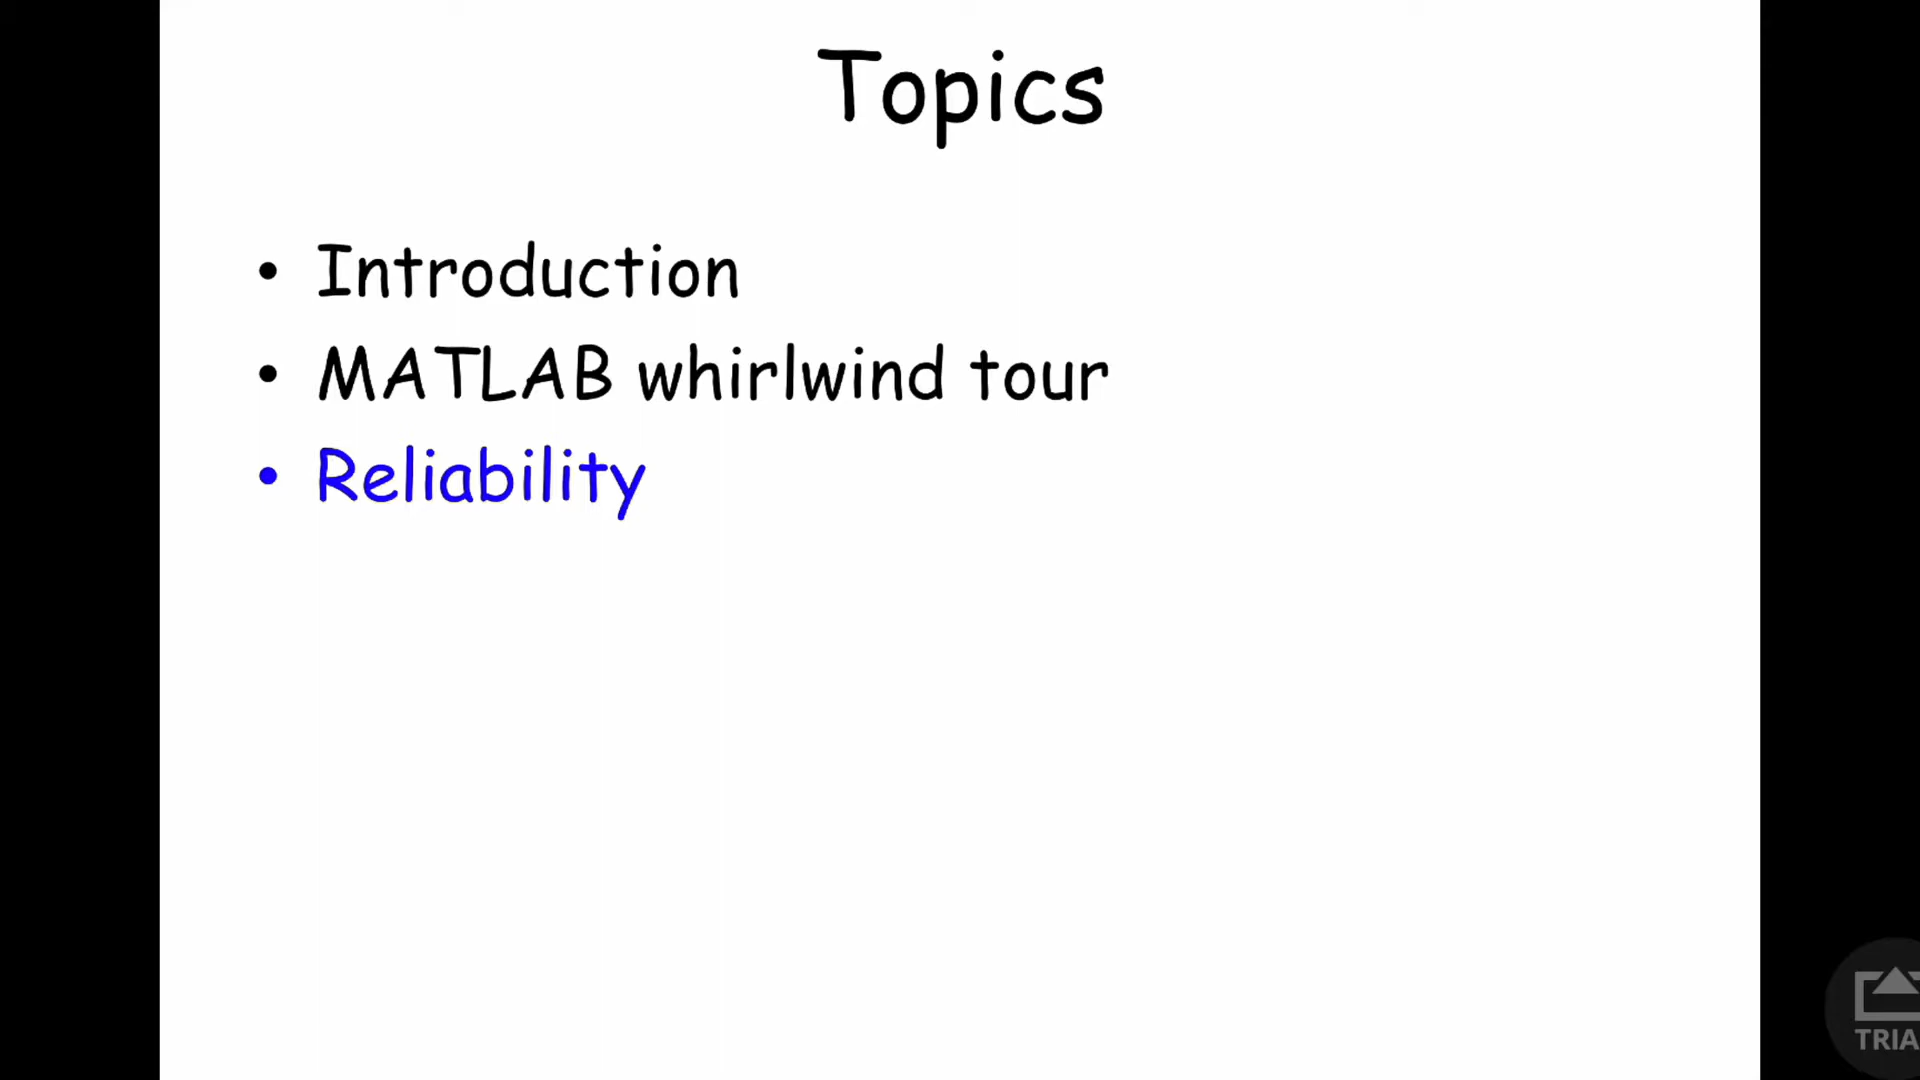 Topics
• Introduction
• MATLAB whirlwind tour
• Reliability
TRIA